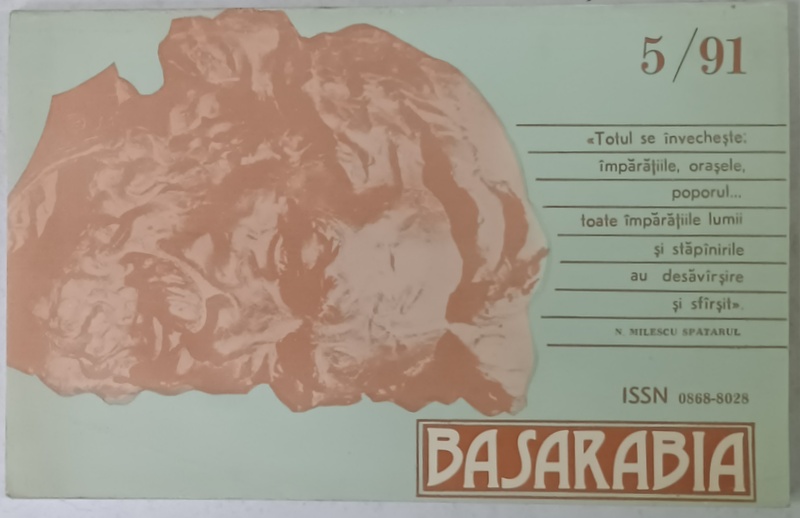 5/91
«Totul se învechește:
împărățiile, orașele,
poporul...
toate împărățiile lumii
și stăpînirile
au desăvîrșire
și sfîrșit».
N. MILESCU SPATARUL
ISSN 0868-8028
BASARABIA